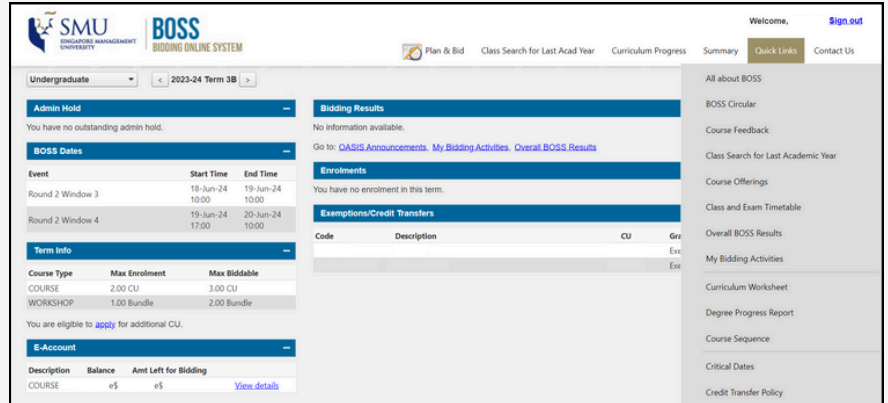 SMU
SINGAPORE MANAGEMENT
UNIVERSITY
BOSS
BIDDING ONLINE SYSTEM
Welcome,
Sign out
Plan & Bid
Class Search for Last Acad Year
Curriculum Progress
Summary
Quick Links
Contact Us
Undergraduate
<
2023-24 Term 3B
>
Admin Hold
You have no outstanding admin hold.
BOSS Dates
Event Start Time End Time
Round 2 Window 3 18-Jun-24 10:00 19-Jun-24 10:00
Round 2 Window 4 19-Jun-24 17:00 20-Jun-24 10:00
Term Info
Course Type Max Enrolment Max Biddable
COURSE 2.00 CU 3.00 CU
WORKSHOP 1.00 Bundle 2.00 Bundle
You are eligible to apply for additional CU.
E-Account
Description Balance Amt Left for Bidding
COURSE e$ e$ View details
Bidding Results
No information available.
Go to: OASIS Announcements, My Bidding Activities, Overall BOSS Results
Enrolments
You have no enrolment in this term.
Exemptions/Credit Transfers
Code Description CU Gra
Exe
Exe
All about BOSS
BOSS Circular
Course Feedback
Class Search for Last Academic Year
Course Offerings
Class and Exam Timetable
Overall BOSS Results
My Bidding Activities
Curriculum Worksheet
Degree Progress Report
Course Sequence
Critical Dates
Credit Transfer Policy